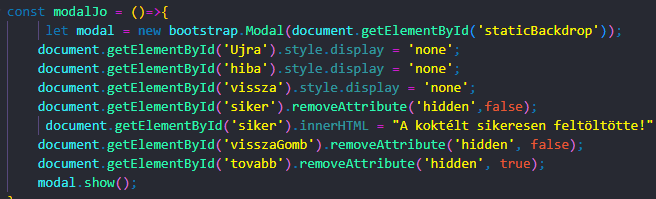 const modalJo = ()=>{
let modal = new bootstrap.Modal(document.getElementById('staticBackdrop'));
document.getElementById('Ujra').style.display = 'none';
document.getElementById('hiba').style.display = 'none';
document.getElementById('vissza').style.display = 'none';
document.getElementById('siker').removeAttribute('hidden',false);
document.getElementById('siker').innerHTML = "A koktélt sikeresen feltöltötte!"
document.getElementById('visszaGomb').removeAttribute('hidden', false);
document.getElementById('tovabb').removeAttribute('hidden', true);
modal.show();
}